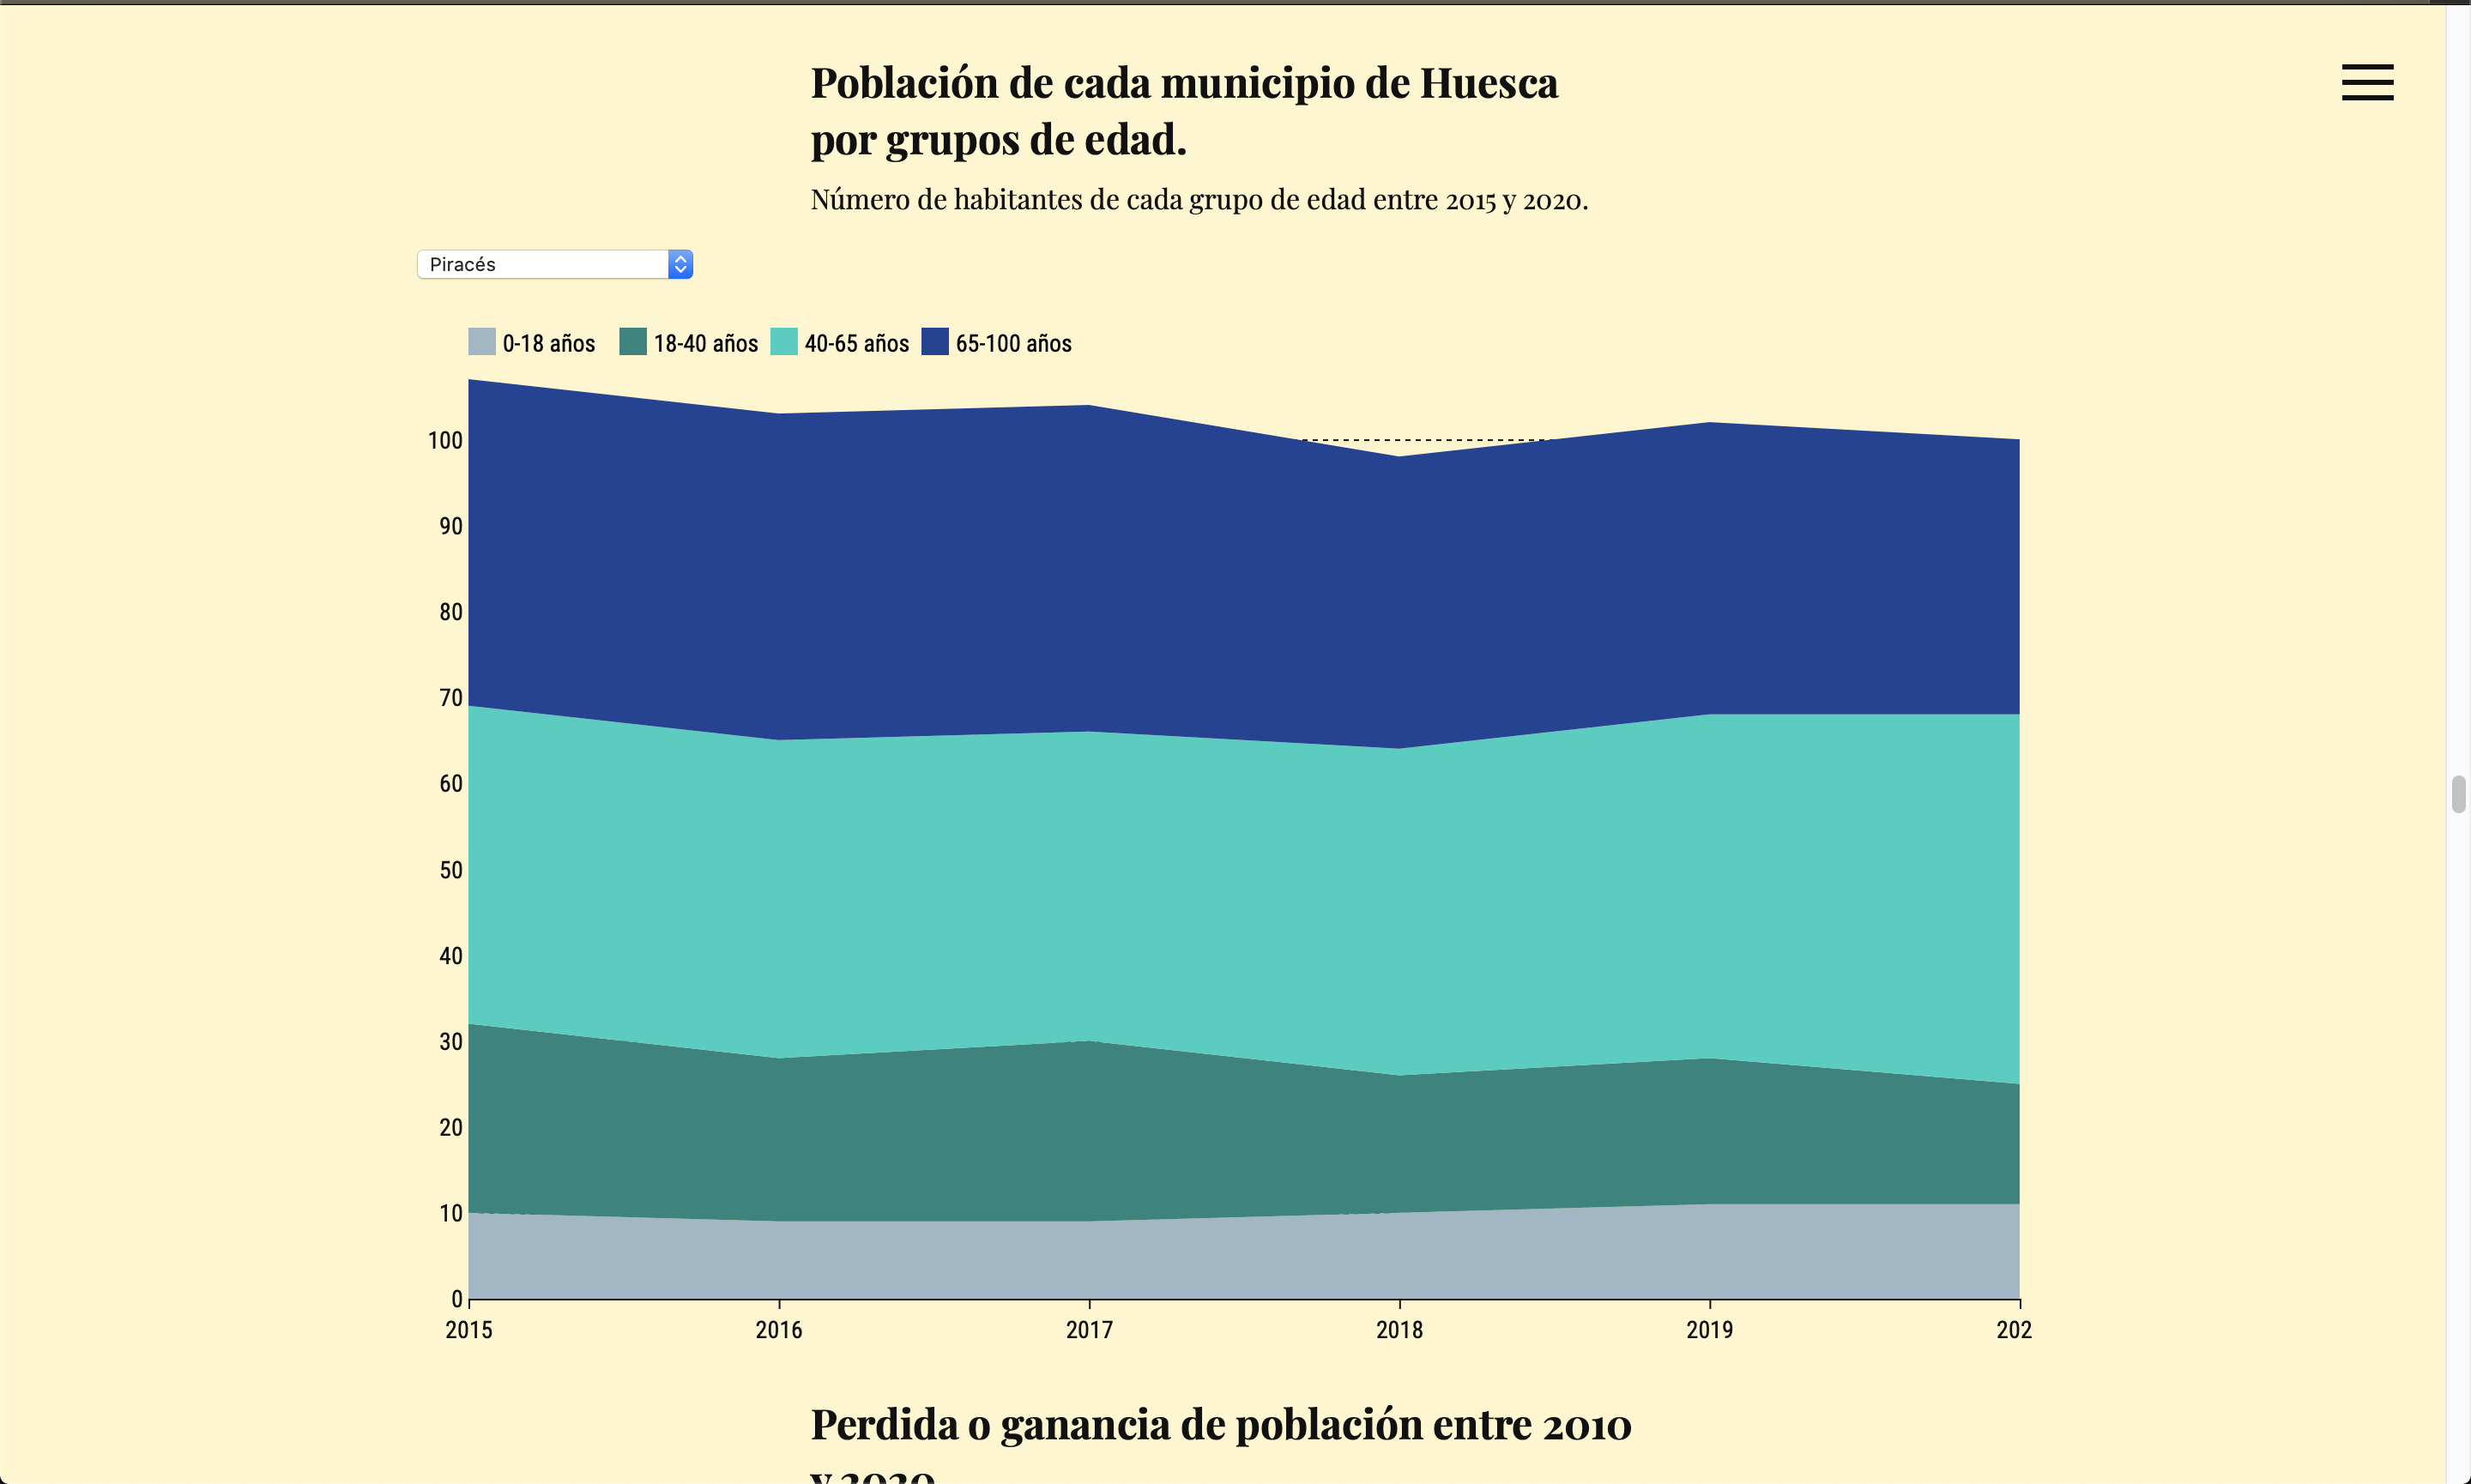 Población de cada municipio de Huesca
por grupos de edad.
Número de habitantes de cada grupo de edad entre 2015 y 2020.
Piracés
0-18 años 18-40 años 40-65 años 65-100 años
100
90
80
70
60
50
40
30
20
10
0
2015 2016 2017 2018 2019 202
Perdida o ganancia de población entre 2010
y 2020